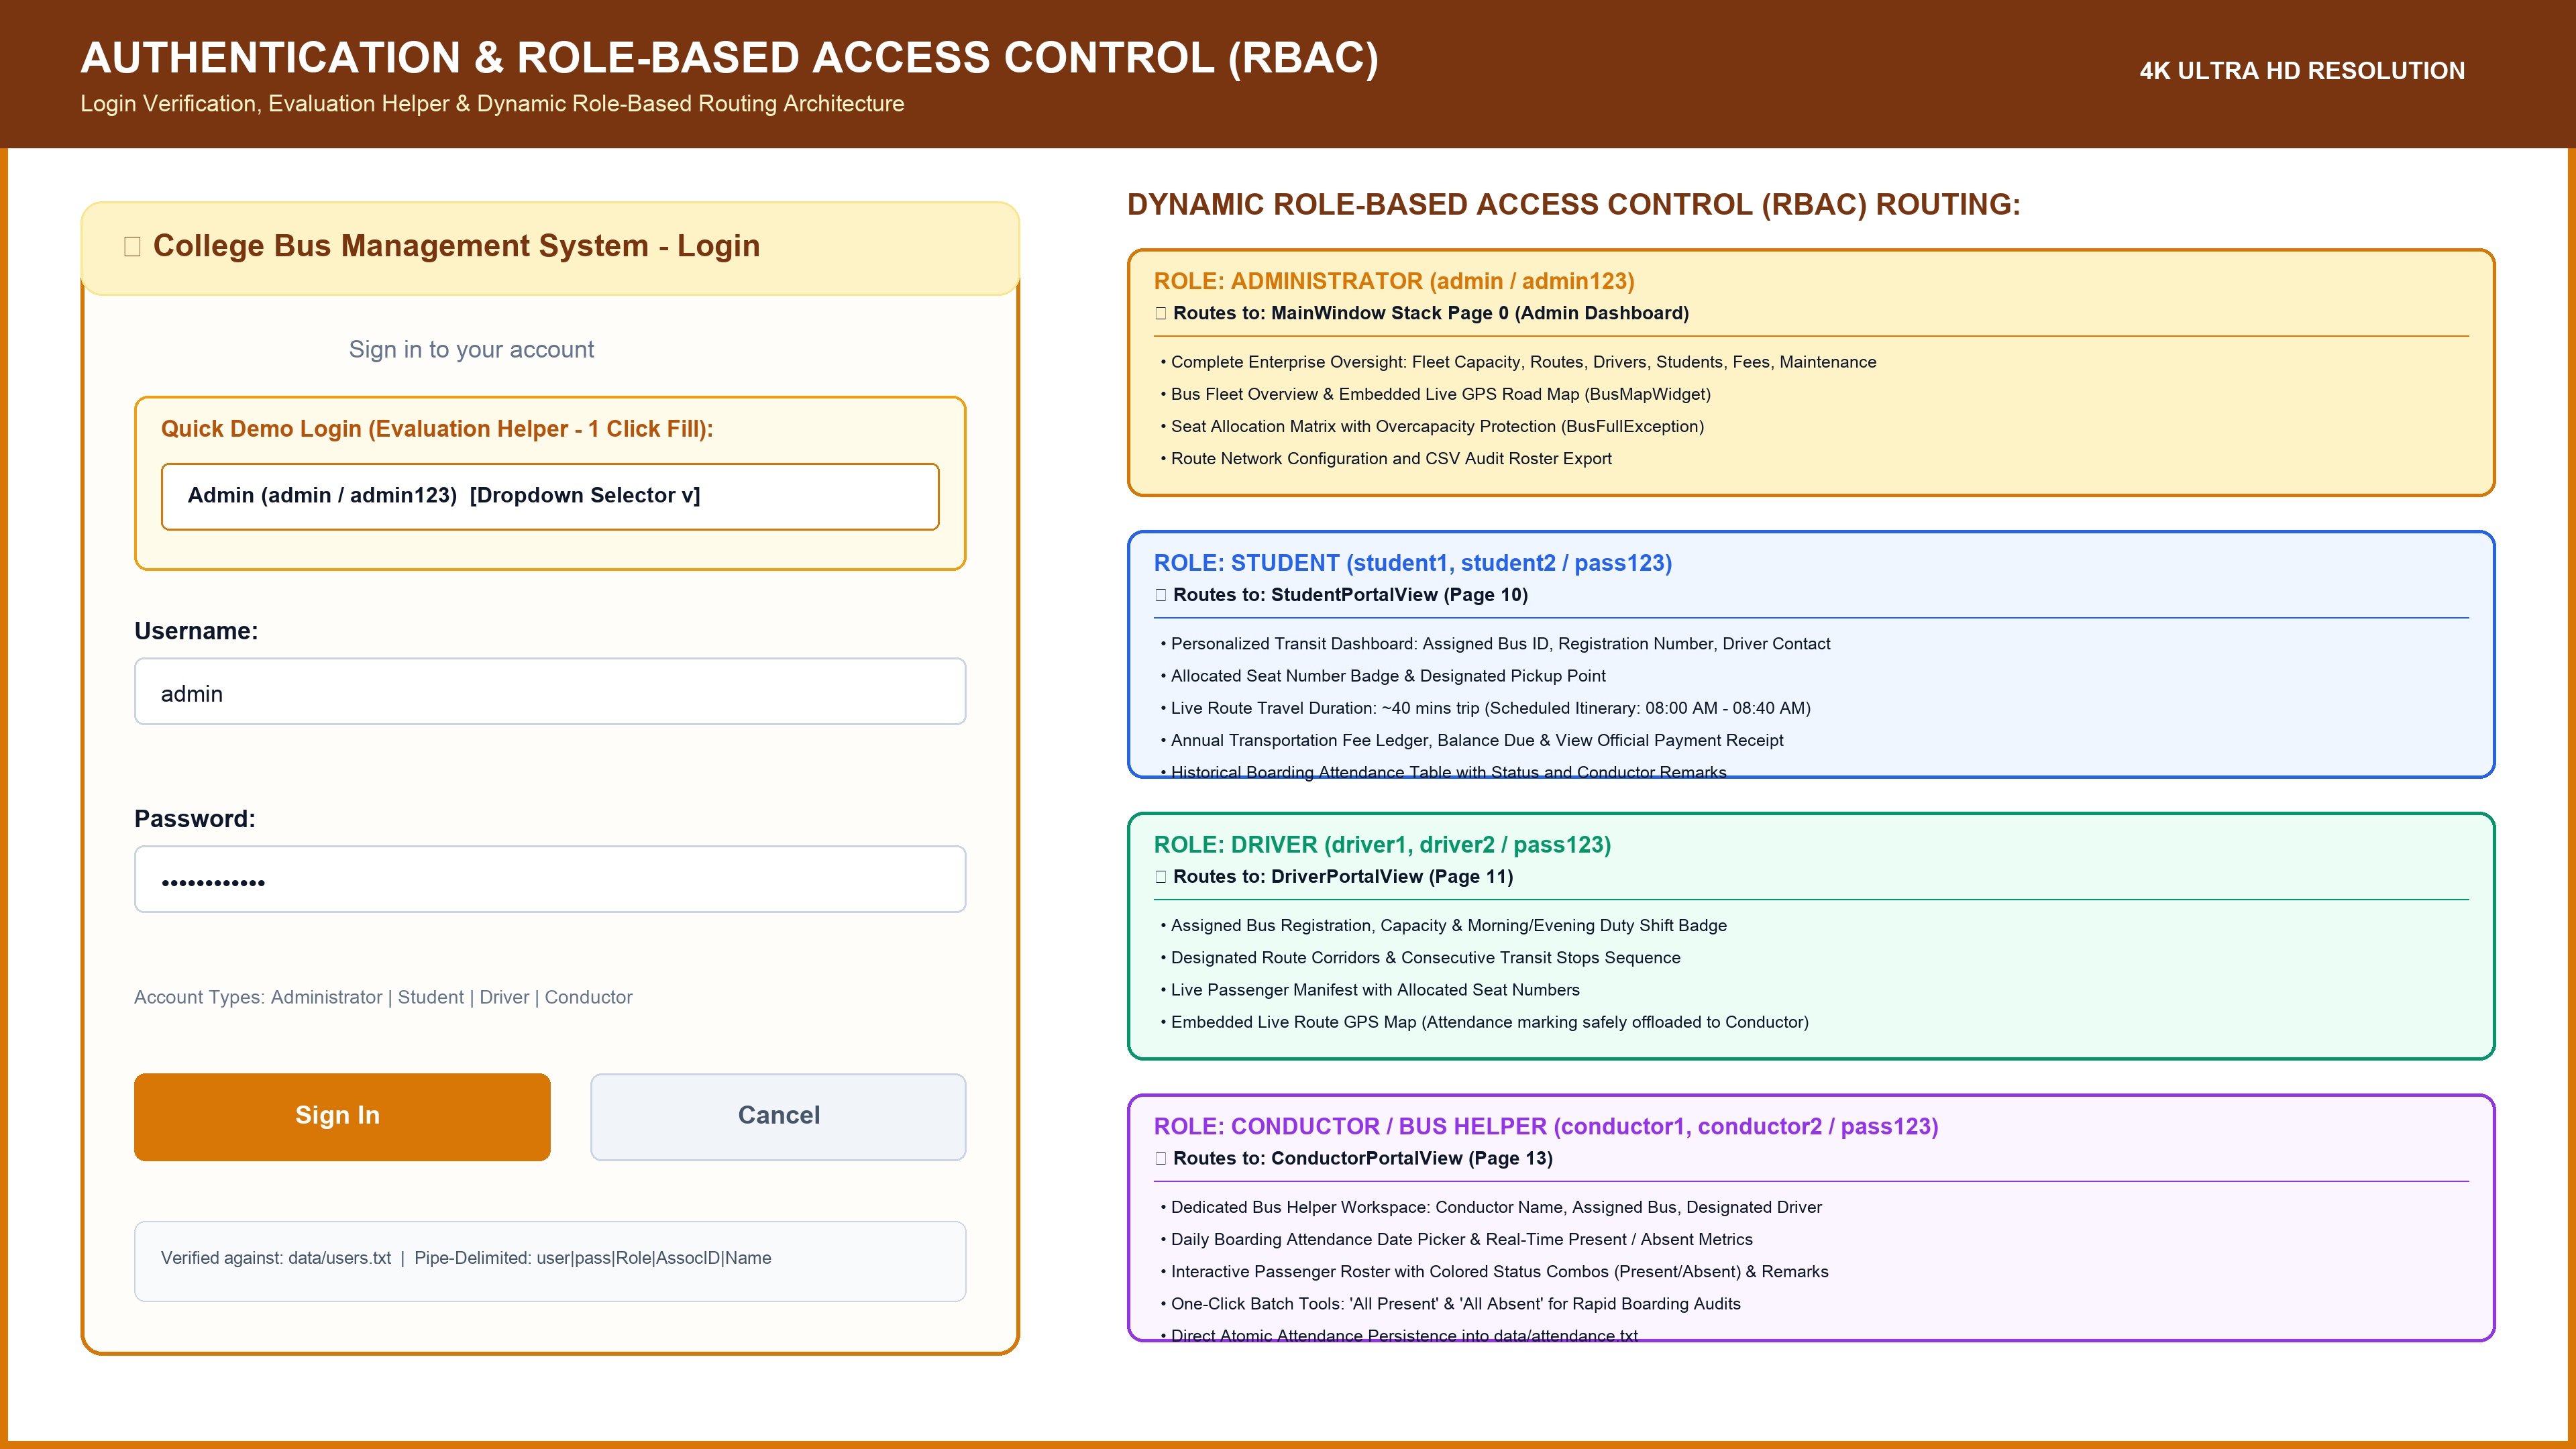 AUTHENTICATION & ROLE-BASED ACCESS CONTROL (RBAC)
Login Verification, Evaluation Helper & Dynamic Role-Based Routing Architecture
4K ULTRA HD RESOLUTION
College Bus Management System - Login
Sign in to your account
Quick Demo Login (Evaluation Helper - 1 Click Fill):
Admin (admin / admin123)  [Dropdown Selector v]
Username:
admin
Password:
••••••••••••
Account Types: Administrator | Student | Driver | Conductor
Sign In
Cancel
Verified against: data/users.txt  |  Pipe-Delimited: user|pass|Role|AssocID|Name
DYNAMIC ROLE-BASED ACCESS CONTROL (RBAC) ROUTING:
ROLE: ADMINISTRATOR (admin / admin123)
Routes to: MainWindow Stack Page 0 (Admin Dashboard)
• Complete Enterprise Oversight: Fleet Capacity, Routes, Drivers, Students, Fees, Maintenance
• Bus Fleet Overview & Embedded Live GPS Road Map (BusMapWidget)
• Seat Allocation Matrix with Overcapacity Protection (BusFullException)
• Route Network Configuration and CSV Audit Roster Export
ROLE: STUDENT (student1, student2 / pass123)
Routes to: StudentPortalView (Page 10)
• Personalized Transit Dashboard: Assigned Bus ID, Registration Number, Driver Contact
• Allocated Seat Number Badge & Designated Pickup Point
• Live Route Travel Duration: ~40 mins trip (Scheduled Itinerary: 08:00 AM - 08:40 AM)
• Annual Transportation Fee Ledger, Balance Due & View Official Payment Receipt
• Historical Boarding Attendance Table with Status and Conductor Remarks
ROLE: DRIVER (driver1, driver2 / pass123)
Routes to: DriverPortalView (Page 11)
• Assigned Bus Registration, Capacity & Morning/Evening Duty Shift Badge
• Designated Route Corridors & Consecutive Transit Stops Sequence
• Live Passenger Manifest with Allocated Seat Numbers
• Embedded Live Route GPS Map (Attendance marking safely offloaded to Conductor)
ROLE: CONDUCTOR / BUS HELPER (conductor1, conductor2 / pass123)
Routes to: ConductorPortalView (Page 13)
• Dedicated Bus Helper Workspace: Conductor Name, Assigned Bus, Designated Driver
• Daily Boarding Attendance Date Picker & Real-Time Present / Absent Metrics
• Interactive Passenger Roster with Colored Status Combos (Present/Absent) & Remarks
• One-Click Batch Tools: 'All Present' & 'All Absent' for Rapid Boarding Audits
• Direct Atomic Attendance Persistence into data/attendance.txt